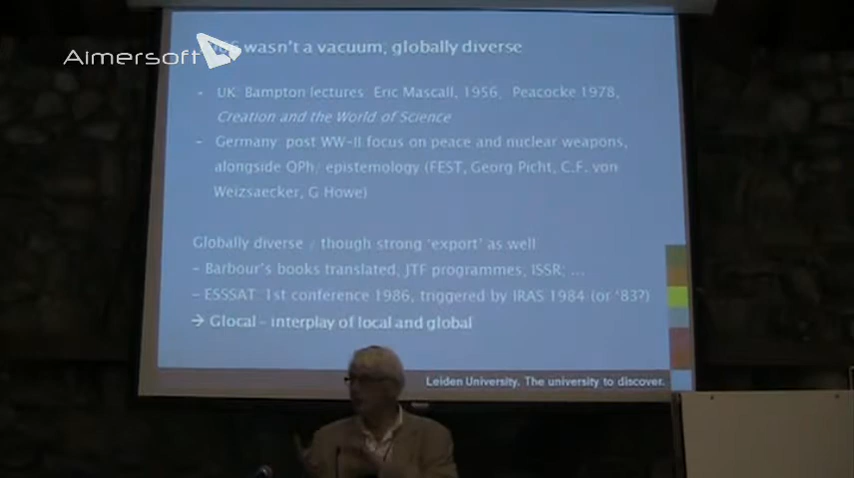 Aimersoft
wasn't a vacuum, globally diverse
- UK: Bampton lectures: Eric Mascall, 1956, Peacocke 1978,
Creation and the World of Science
- Germany: post WW-II focus on peace and nuclear weapons,
alongside QPh/ epistemology (FEST, Georg Picht, C.F. von
Weizsaecker, G Howe)
Globally diverse / though strong 'export' as well
- Barbour's books translated, JTF programmes, ISSR; ...
- ESSSAT: 1st conference 1986, triggered by IRAS 1984 (or '83?)
→ Glocal - interplay of local and global
Leiden University. The university to discover.